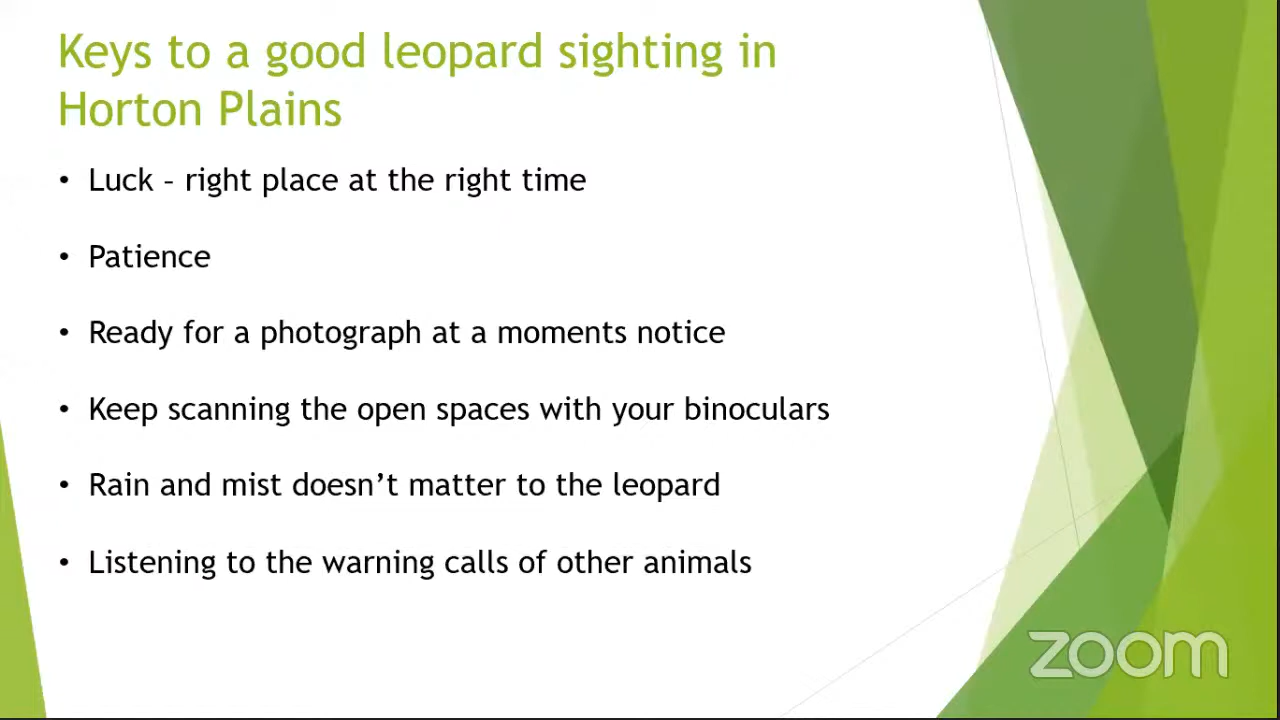 Keys to a good leopard sighting in
Horton Plains
• Luck – right place at the right time
• Patience
• Ready for a photograph at a moments notice
• Keep scanning the open spaces with your binoculars
• Rain and mist doesn’t matter to the leopard
• Listening to the warning calls of other animals
zoom